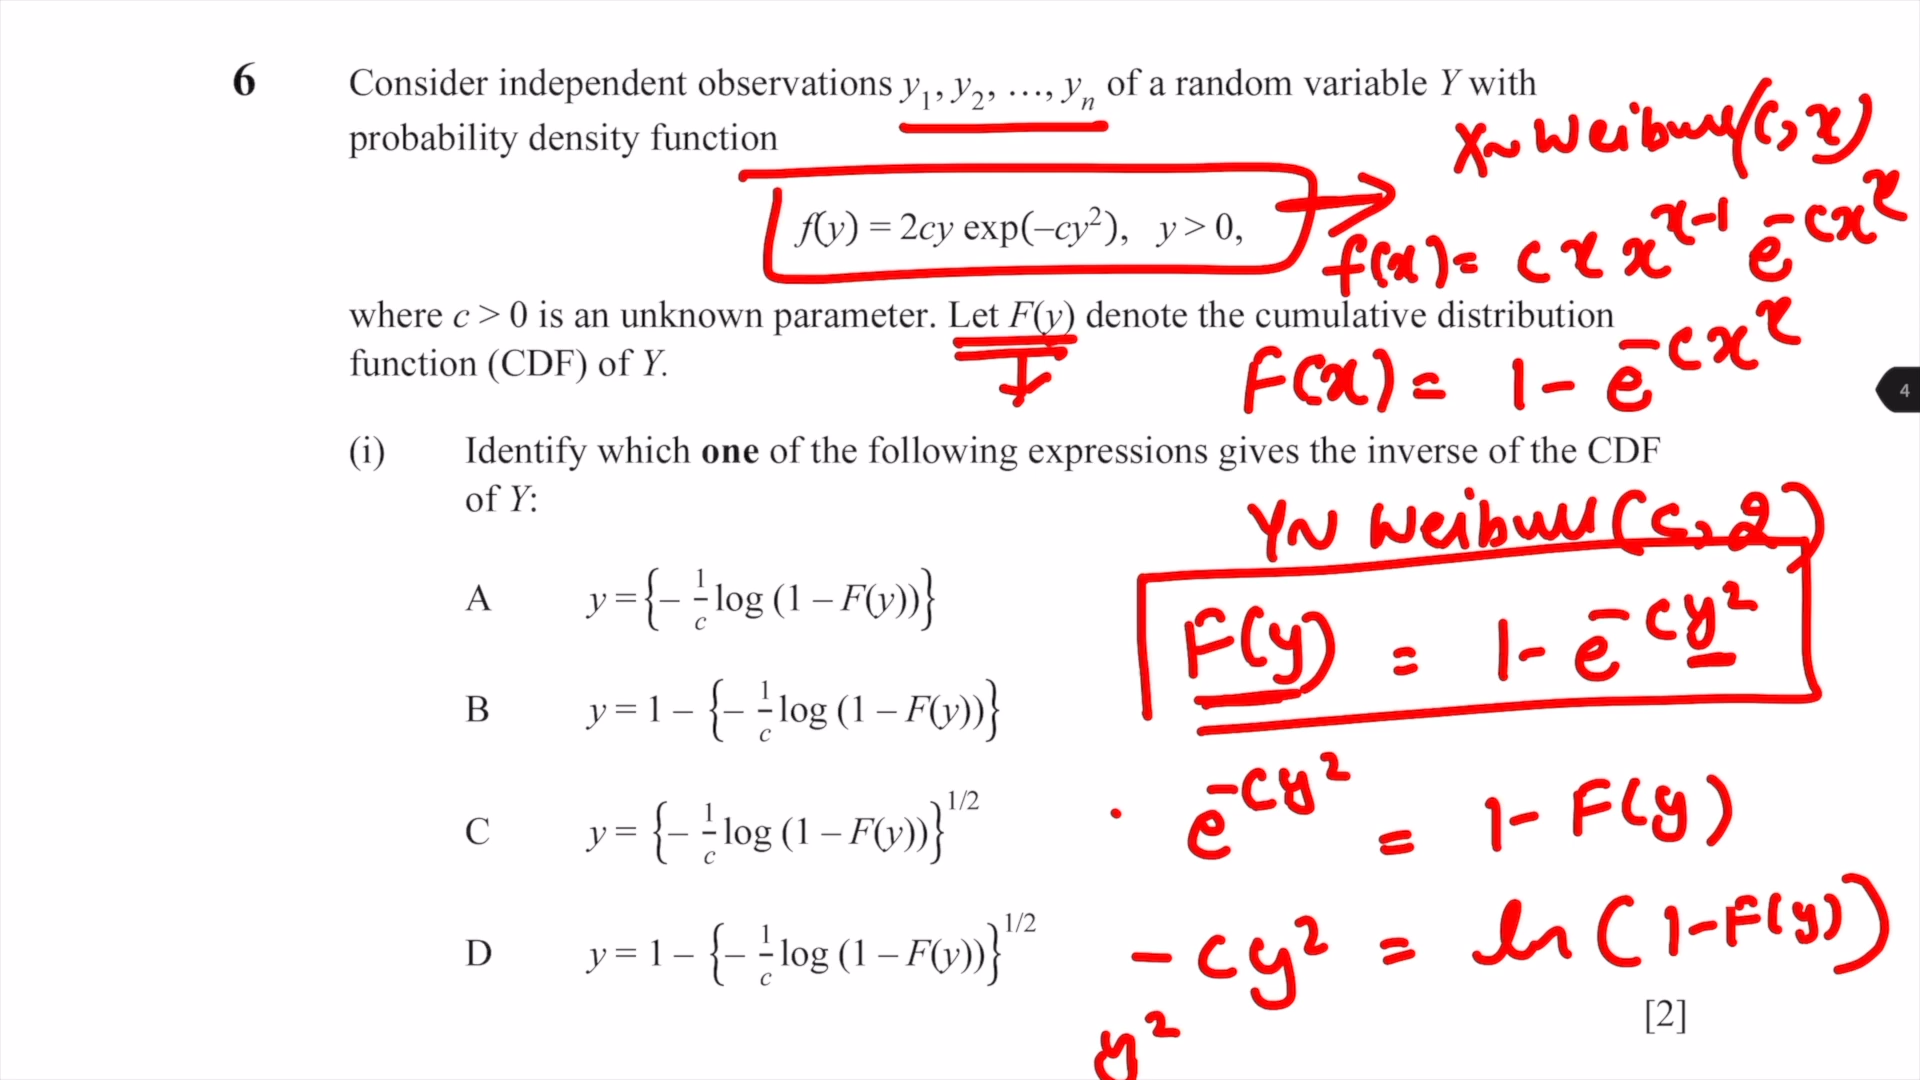 6 Consider independent observations y₁, y₂, …, yₙ of a random variable Y with
probability density function
f(y) = 2cy exp(–cy²), y > 0,
where c > 0 is an unknown parameter. Let F(y) denote the cumulative distribution
function (CDF) of Y.
(i) Identify which one of the following expressions gives the inverse of the CDF
of Y:
A y = {– 1/c log (1 – F(y))}
B y = 1 – {– 1/c log (1 – F(y))}
C y = {– 1/c log (1 – F(y))}^1/2
D y = 1 – {– 1/c log (1 – F(y))}^1/2
[2]
4
X ~ Weibull (c, γ)
f(x) = c γ x^γ-1 e^-cx^γ
F(x) = 1 - e^-cx^γ
Y ~ Weibull (c, 2)
F(y) = 1 - e^-cy²
e^-cy² = 1 - F(y)
- cy² = ln (1 - F(y))
y²